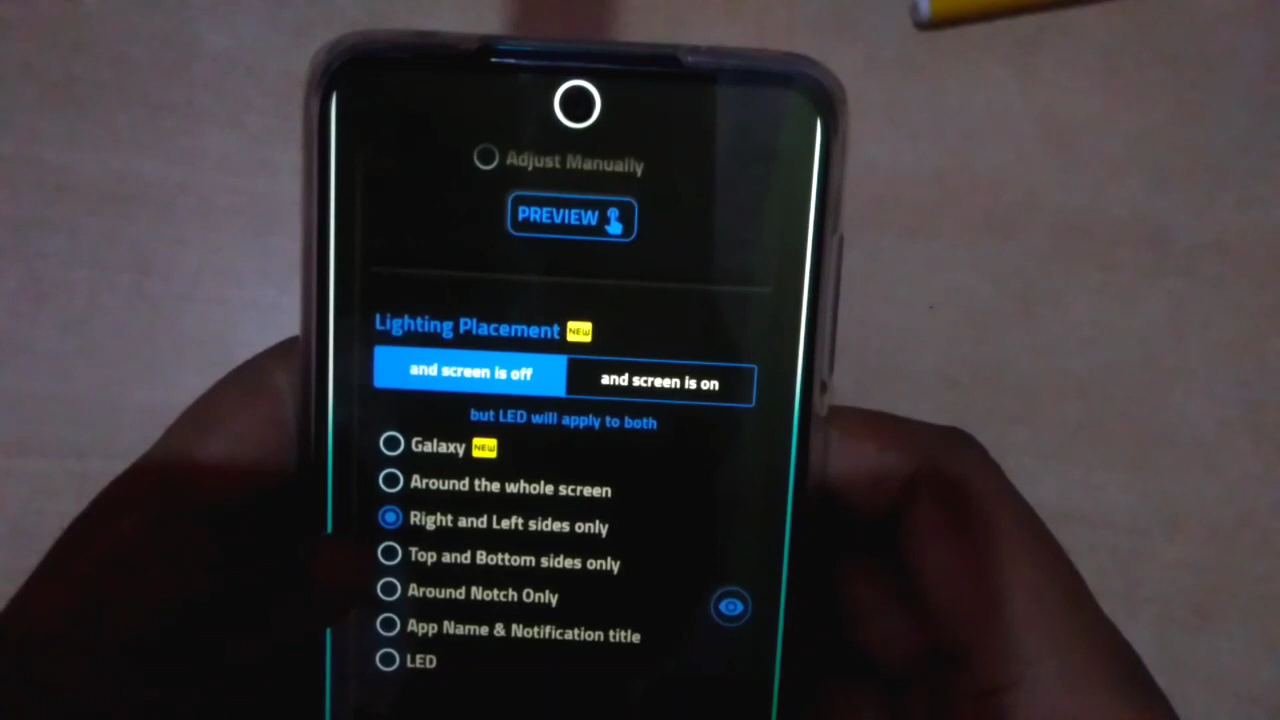 Adjust Manually
PREVIEW
Lighting Placement NEW
and screen is off and screen is on
but LED will apply to both
Galaxy NEW
Around the whole screen
Right and Left sides only
Top and Bottom sides only
Around Notch Only
App Name & Notification title
LED